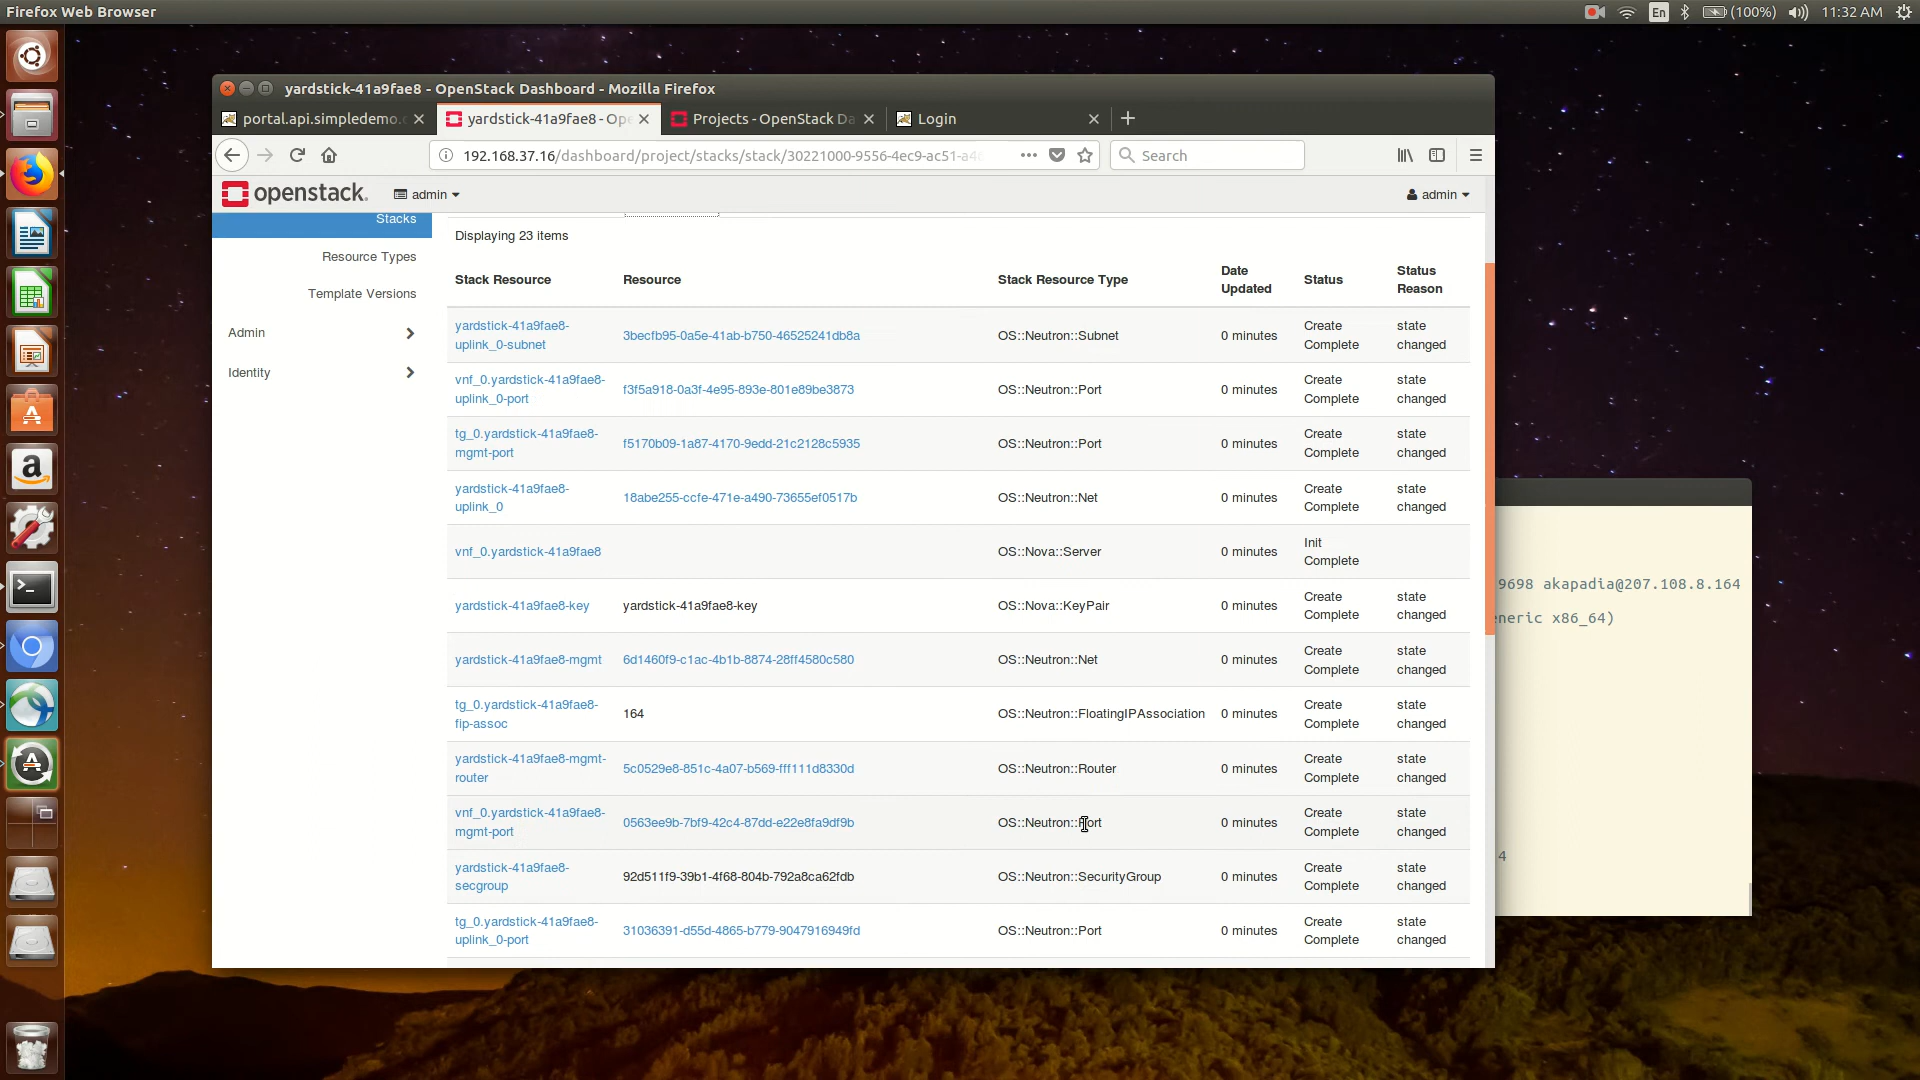 Firefox Web Browser
En
(100%)
11:32 AM
yardstick-41a9fae8 - OpenStack Dashboard - Mozilla Firefox
portal.api.simpledemo.
yardstick-41a9fae8 - Ope
Projects - OpenStack Da
Login
192.168.37.16/dashboard/project/stacks/stack/30221000-9556-4ec9-ac51-a4
Search
openstack.
admin
admin
Stacks
Resource Types
Template Versions
Admin
Identity
Displaying 23 items
Stack Resource
Resource
Stack Resource Type
Date
Updated
Status
Status
Reason
yardstick-41a9fae8-
uplink_0-subnet
3becfb95-0a5e-41ab-b750-46525241db8a
OS::Neutron::Subnet
0 minutes
Create
Complete
state
changed
vnf_0.yardstick-41a9fae8-
uplink_0-port
f3f5a918-0a3f-4e95-893e-801e89be3873
OS::Neutron::Port
0 minutes
Create
Complete
state
changed
tg_0.yardstick-41a9fae8-
mgmt-port
f5170b09-1a87-4170-9edd-21c2128c5935
OS::Neutron::Port
0 minutes
Create
Complete
state
changed
yardstick-41a9fae8-
uplink_0
18abe255-ccfe-471e-a490-73655ef0517b
OS::Neutron::Net
0 minutes
Create
Complete
state
changed
vnf_0.yardstick-41a9fae8
OS::Nova::Server
0 minutes
Init
Complete
yardstick-41a9fae8-key
yardstick-41a9fae8-key
OS::Nova::KeyPair
0 minutes
Create
Complete
state
changed
yardstick-41a9fae8-mgmt
6d1460f9-c1ac-4b1b-8874-28ff4580c580
OS::Neutron::Net
0 minutes
Create
Complete
state
changed
tg_0.yardstick-41a9fae8-
fip-assoc
164
OS::Neutron::FloatingIPAssociation
0 minutes
Create
Complete
state
changed
yardstick-41a9fae8-mgmt-
router
5c0529e8-851c-4a07-b569-fff111d8330d
OS::Neutron::Router
0 minutes
Create
Complete
state
changed
vnf_0.yardstick-41a9fae8-
mgmt-port
0563ee9b-7bf9-42c4-87dd-e22e8fa9df9b
OS::Neutron::Port
0 minutes
Create
Complete
state
changed
yardstick-41a9fae8-
secgroup
92d511f9-39b1-4f68-804b-792a8ca62fdb
OS::Neutron::SecurityGroup
0 minutes
Create
Complete
state
changed
tg_0.yardstick-41a9fae8-
uplink_0-port
31036391-d55d-4865-b779-9047916949fd
OS::Neutron::Port
0 minutes
Create
Complete
state
changed
9698 akapadia@207.108.8.164
neric x86_64)
4